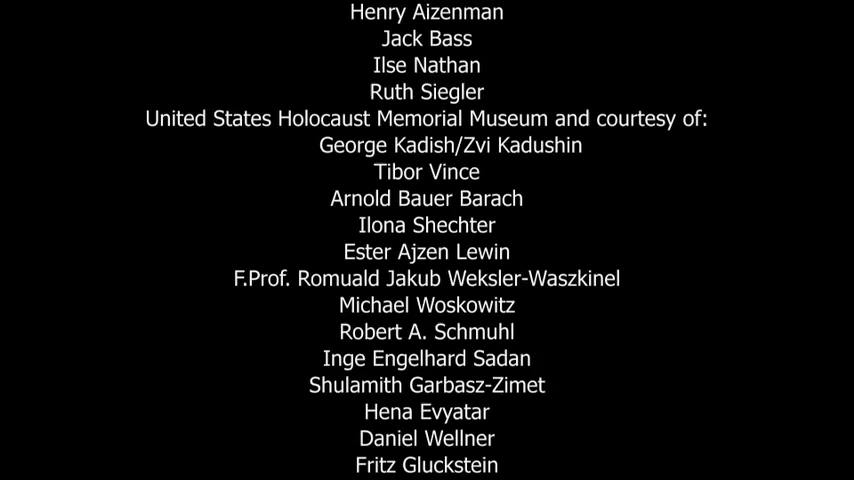 Henry Aizenman
Jack Bass
Ilse Nathan
Ruth Siegler
United States Holocaust Memorial Museum and courtesy of:
George Kadish/Zvi Kadushin
Tibor Vince
Arnold Bauer Barach
Ilona Shechter
Ester Ajzen Lewin
F.Prof. Romuald Jakub Weksler-Waszkinel
Michael Woskowitz
Robert A. Schmuhl
Inge Engelhard Sadan
Shulamith Garbasz-Zimet
Hena Evyatar
Daniel Wellner
Fritz Gluckstein